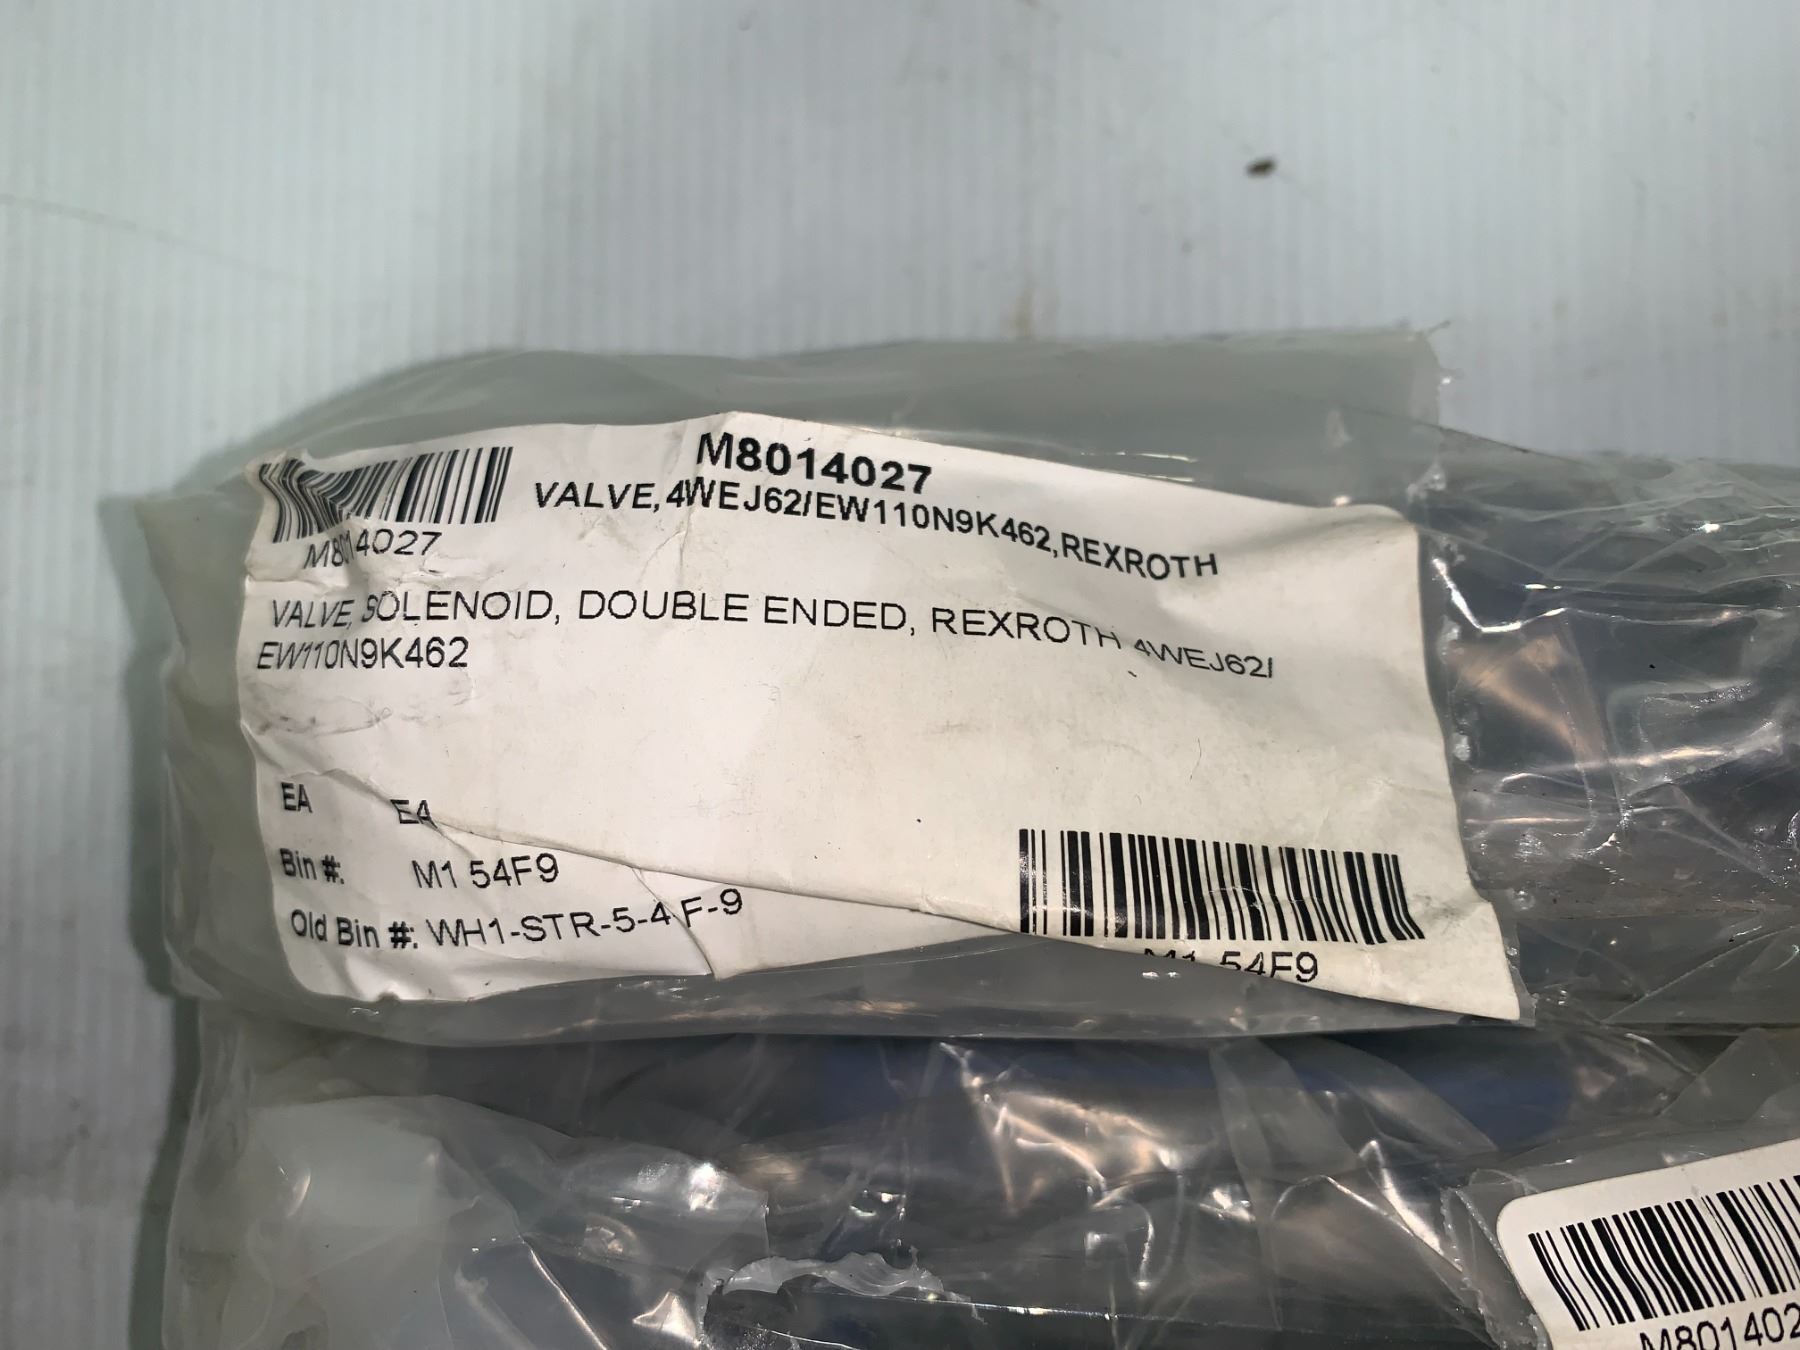 M8014027
VALVE, 4WEJ62/EW110N9K462, REXROTH
M8014027
VALVE, SOLENOID, DOUBLE ENDED, REXROTH 4WEJ62/
EW110N9K462
EA E4
Bin #: M1 54F9
Old Bin #: WH1-STR-5-4 F-9
M1 54F9
M801402